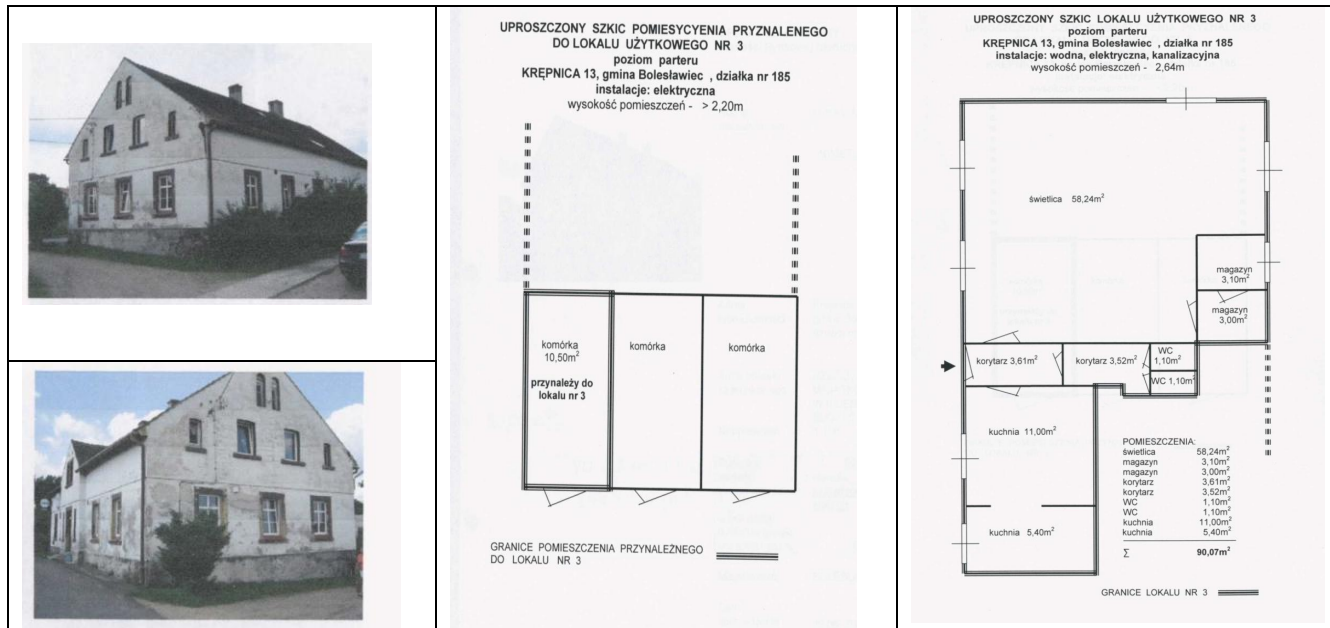 UPROSZCZONY SZKIC POMIESYCYENIA PRYZNALENEGO
DO LOKALU UŻYTKOWEGO NR 3
poziom parteru
KRĘPNICA 13, gmina Bolesławiec , działka nr 185
instalacje: elektryczna
wysokość pomieszczeń - > 2,20m
komórka
10,50m²
przynależy do
lokalu nr 3
komórka
komórka
GRANICE POMIESZCZENIA PRZYNALEŻNEGO
DO LOKALU NR 3
UPROSZCZONY SZKIC LOKALU UŻYTKOWEGO NR 3
poziom parteru
KRĘPNICA 13, gmina Bolesławiec , działka nr 185
instalacje: wodna, elektryczna, kanalizacyjna
wysokość pomieszczeń - 2,64m
świetlica 58,24m²
magazyn
3,10m²
magazyn
3,00m²
korytarz 3,61m²
korytarz 3,52m²
WC
1,10m²
WC 1,10m²
kuchnia 11,00m²
kuchnia 5,40m²
POMIESZCZENIA:
świetlica 58,24m²
magazyn 3,10m²
magazyn 3,00m²
korytarz 3,61m²
korytarz 3,52m²
WC 1,10m²
WC 1,10m²
kuchnia 11,00m²
kuchnia 5,40m²
Σ 90,07m²
GRANICE LOKALU NR 3